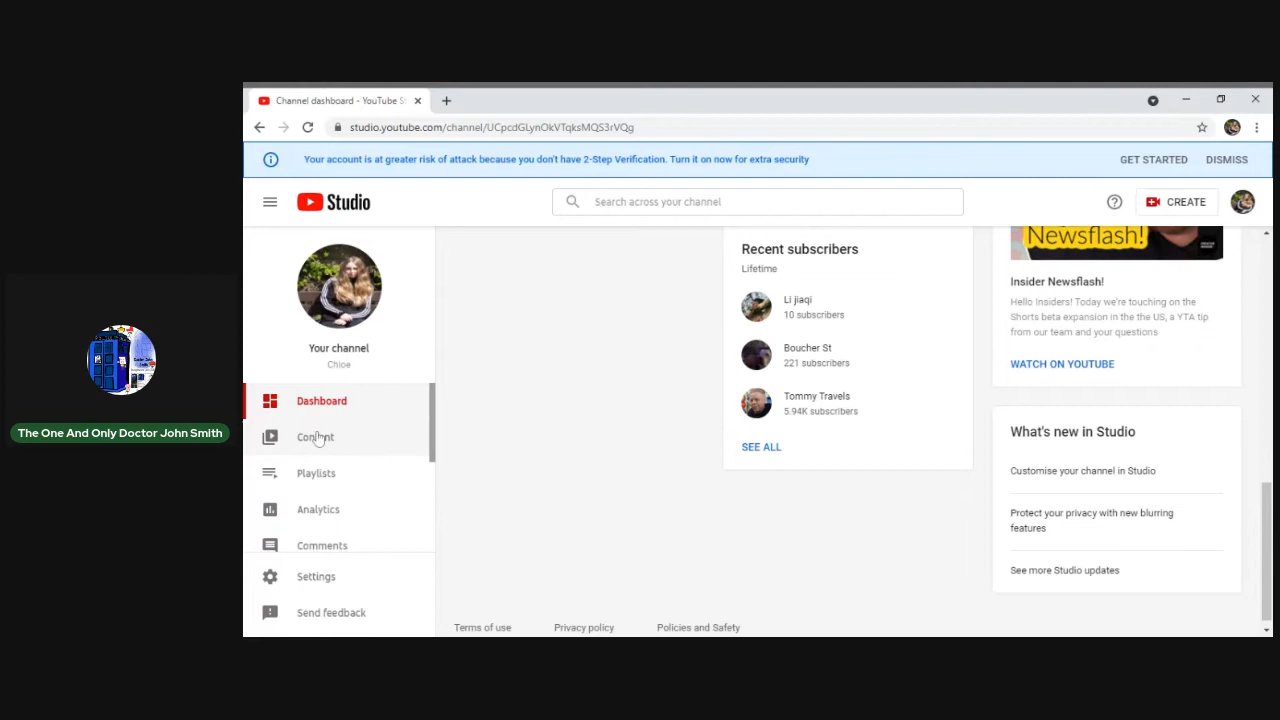 Channel dashboard - YouTube S
studio.youtube.com/channel/UCpcdGLynOkVTqksMQS3rVQg
Your account is at greater risk of attack because you don't have 2-Step Verification. Turn it on now for extra security
GET STARTED
DISMISS
Studio
Search across your channel
CREATE
Your channel
Chloe
Dashboard
Content
Playlists
Analytics
Comments
Settings
Send feedback
Recent subscribers
Lifetime
Li jiaqi
10 subscribers
Boucher St
221 subscribers
Tommy Travels
5.94K subscribers
SEE ALL
Newsflash!
Insider Newsflash!
Hello Insiders! Today we're touching on the
Shorts beta expansion in the the US, a YTA tip
from our team and your questions
WATCH ON YOUTUBE
What's new in Studio
Customise your channel in Studio
Protect your privacy with new blurring
features
See more Studio updates
Terms of use
Privacy policy
Policies and Safety
The One And Only Doctor John Smith